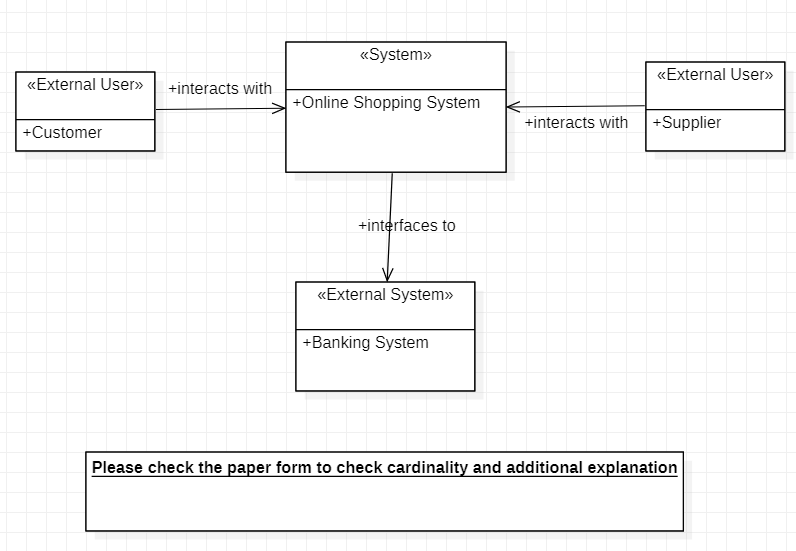 «System»
«External User»
+interacts with
+Online Shopping System
«External User»
+Customer
+interacts with
+Supplier
+interfaces to
«External System»
+Banking System
Please check the paper form to check cardinality and additional explanation